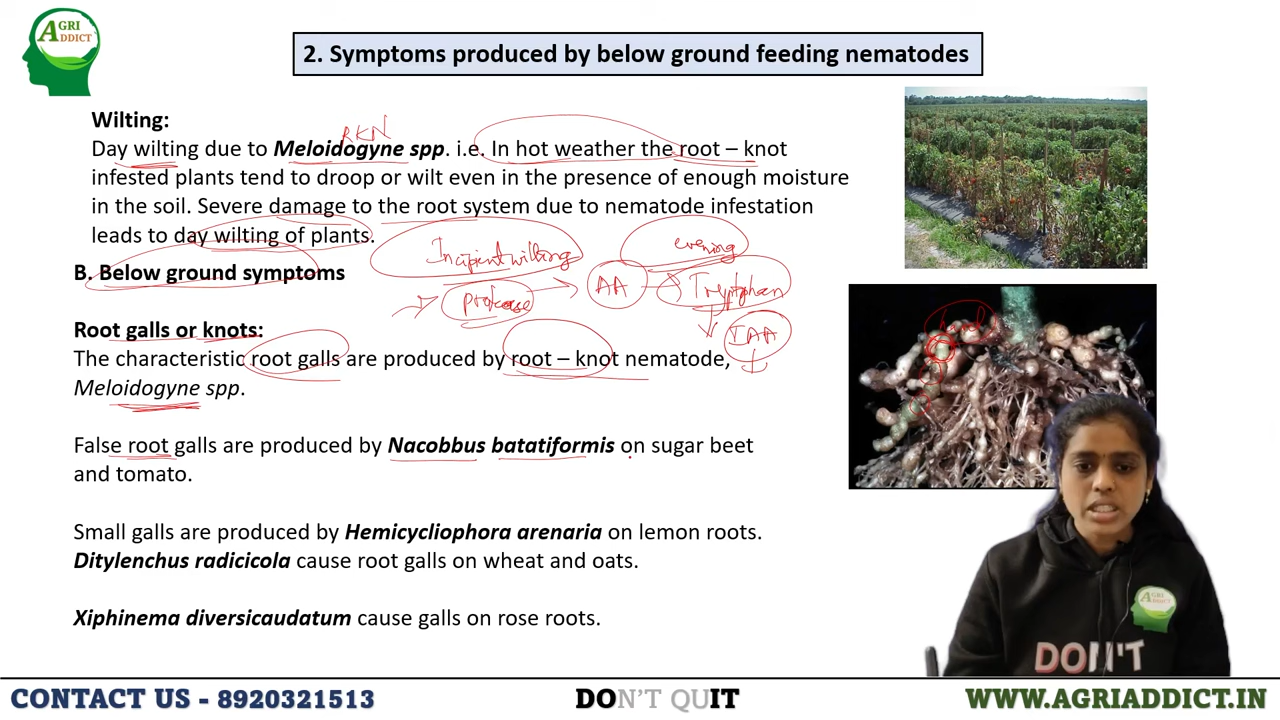 AGRI
ADDICT
2. Symptoms produced by below ground feeding nematodes
Wilting:
RKN
Day wilting due to Meloidogyne spp. i.e. In hot weather the root – knot
infested plants tend to droop or wilt even in the presence of enough moisture
in the soil. Severe damage to the root system due to nematode infestation
leads to day wilting of plants.
Incipient wilting
evening
B. Below ground symptoms
protease → AA → Tryptophan
IAA
Root galls or knots:
The characteristic root galls are produced by root – knot nematode,
Meloidogyne spp.
False root galls are produced by Nacobbus batatiformis on sugar beet
and tomato.
Small galls are produced by Hemicycliophora arenaria on lemon roots.
Ditylenchus radicicola cause root galls on wheat and oats.
Xiphinema diversicaudatum cause galls on rose roots.
AGRI
ADDICT
DON'T
CONTACT US - 8920321513
DON'T QUIT
WWW.AGRIADDICT.IN